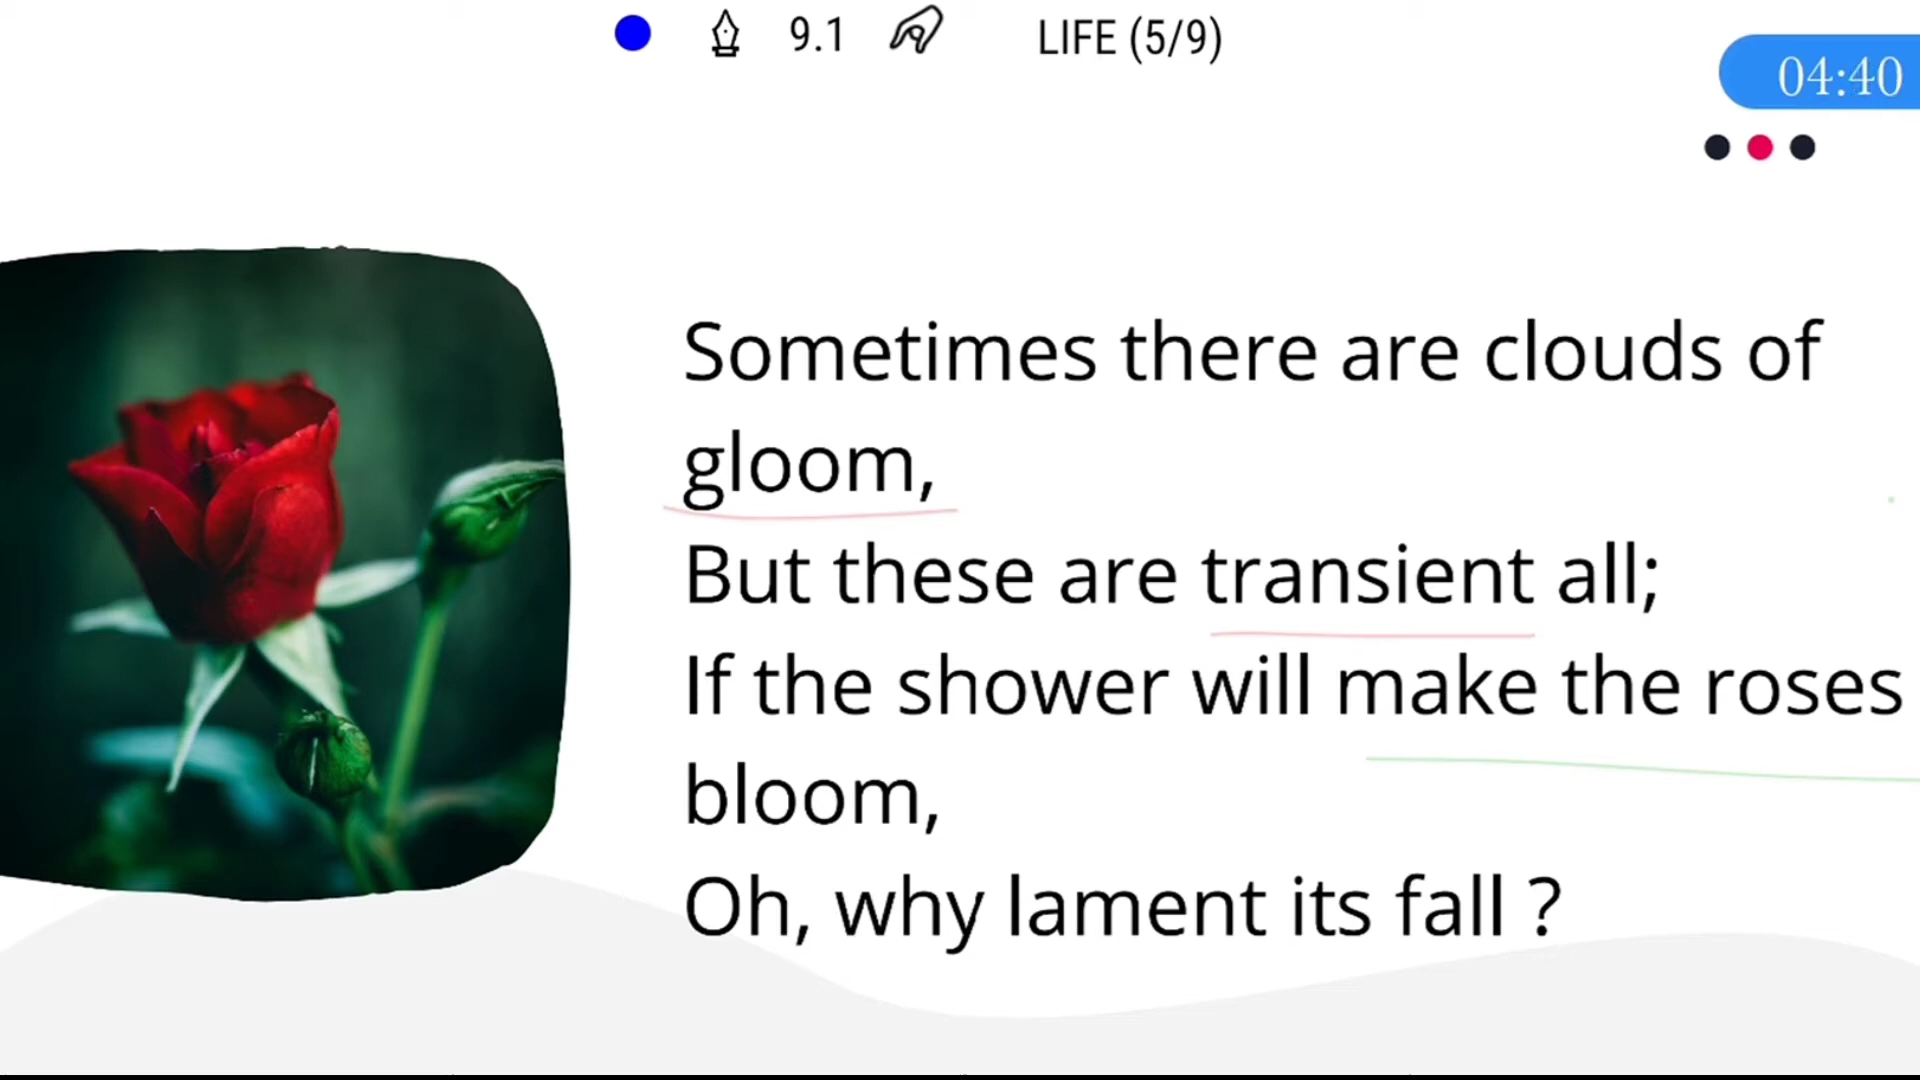 9.1 LIFE (5/9)
04:40
Sometimes there are clouds of
gloom,
But these are transient all;
If the shower will make the roses
bloom,
Oh, why lament its fall ?